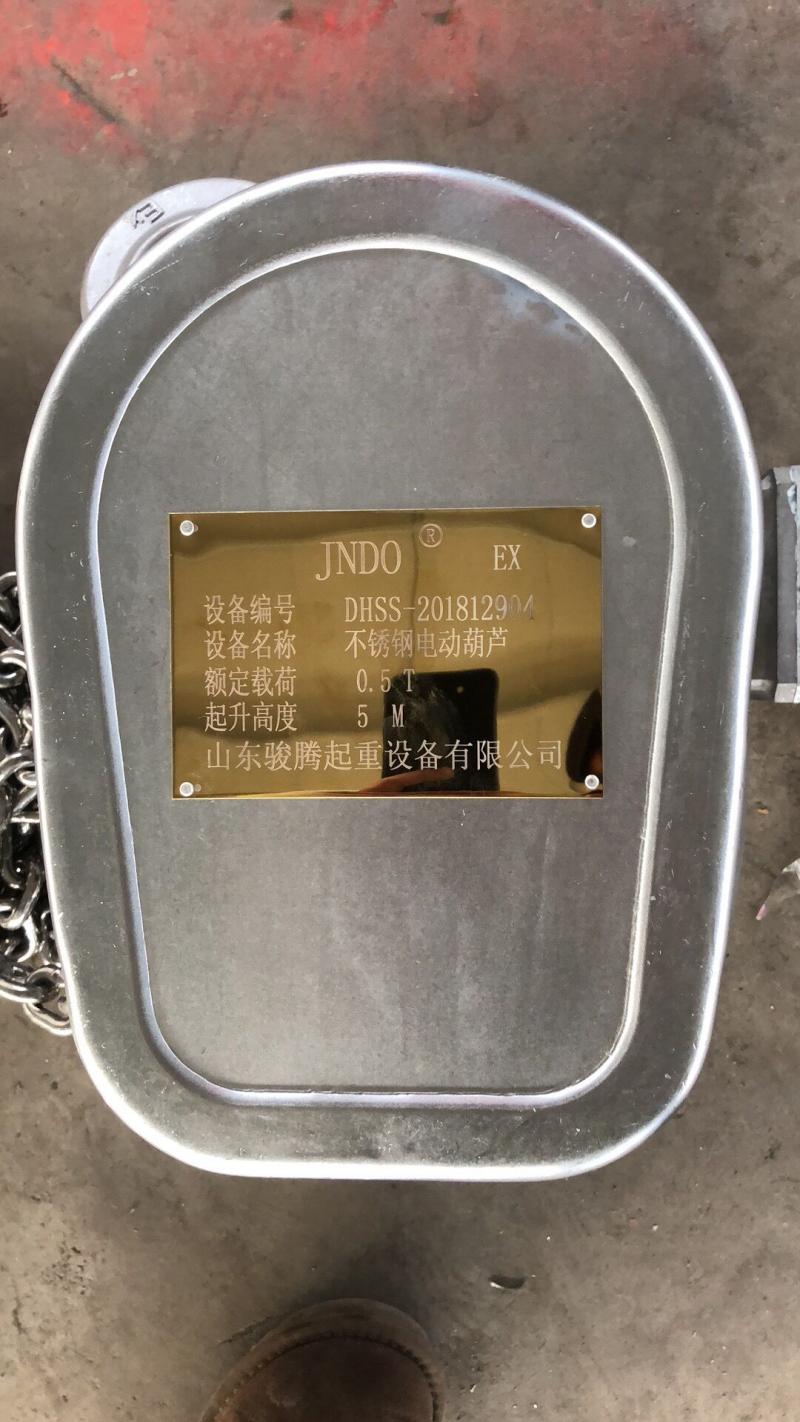 JNDO ® EX
设备编号 DHSS-201812904
设备名称 不锈钢电动葫芦
额定载荷 0.5 T
起升高度 5 M
山东骏腾起重设备有限公司